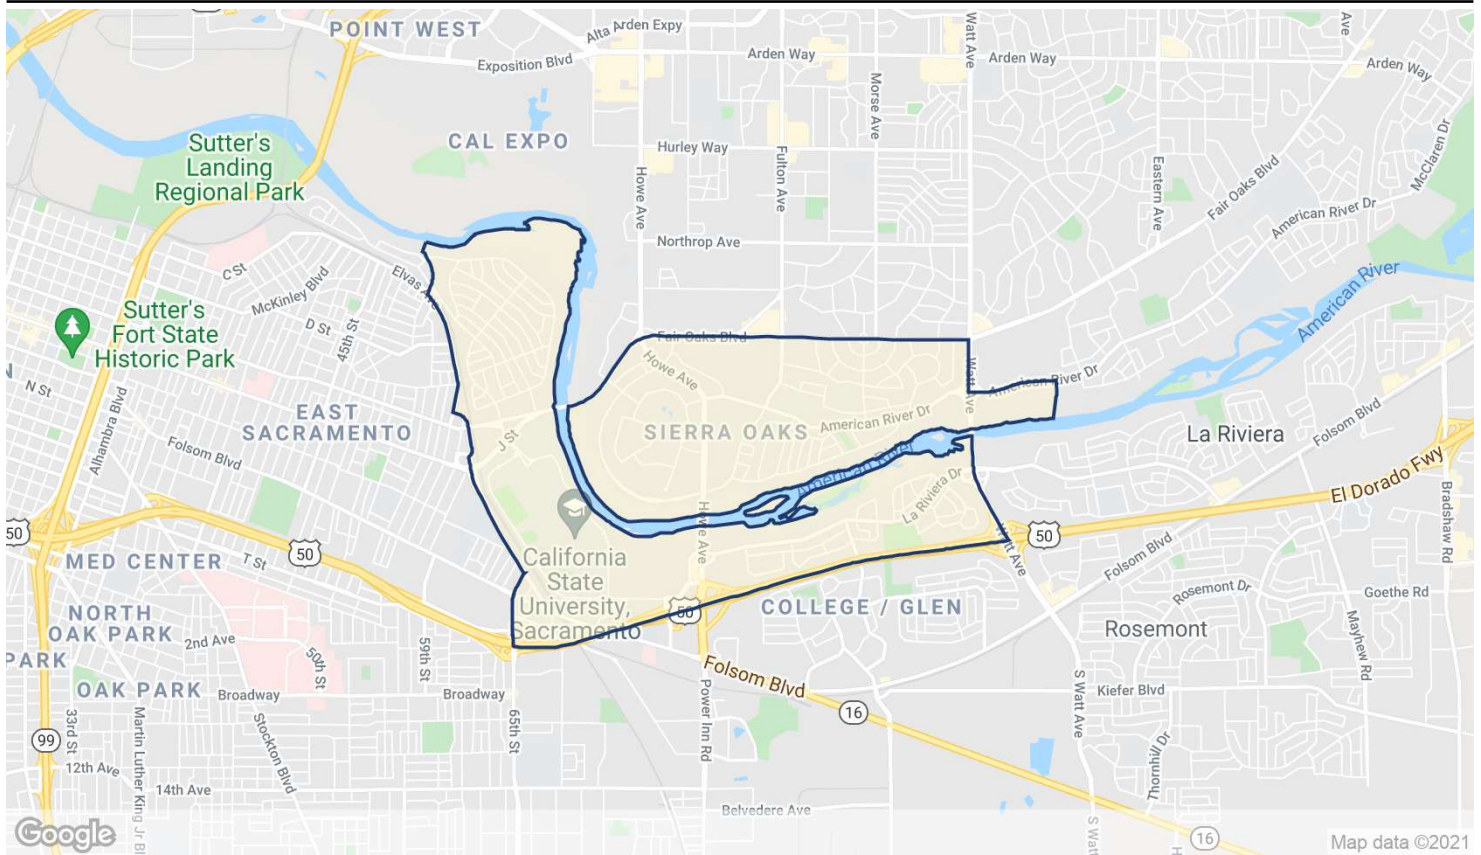 POINT WEST
Alta Arden Expy
Exposition Blvd
Arden Way
Watt Ave
Arden Way
Ave
Arden Way
Morse Ave
Sutter's
Landing
Regional Park
CAL EXPO
Hurley Way
Howe Ave
Fulton Ave
Eastern Ave
Fair Oaks Blvd
McClaren Dr
American River Dr
Northrop Ave
C St
McKinley Blvd
Elvas Ave
D St
45th St
Sutter's
Fort State
Historic Park
N
N St
Alhambra Blvd
EAST
SACRAMENTO
Folsom Blvd
Fair Oaks Blvd
Howe Ave
Watt Ave
American River Dr
American River Dr
American River
SIERRA OAKS
J St
American River
La Riviera
Folsom Blvd
El Dorado Fwy
Bradshaw Rd
La Riviera Dr
Howe Ave
California
State
University,
Sacramento
50
50
50
50
Watt Ave
Folsom Blvd
MED CENTER
T St
NORTH
OAK PARK
2nd Ave
PARK
OAK PARK
50th St
59th St
Broadway
Broadway
COLLEGE / GLEN
Rosemont Dr
Goethe Rd
Rosemont
Mayhew Rd
Folsom Blvd
S Watt Ave
Kiefer Blvd
16
99
33rd St
Martin Luther King Jr Bl
Stockton Blvd
65th St
Power Inn Rd
12th Ave
14th Ave
Belvedere Ave
Thornhill Dr
S Watt Ave
16
H
Google
Map data ©2021